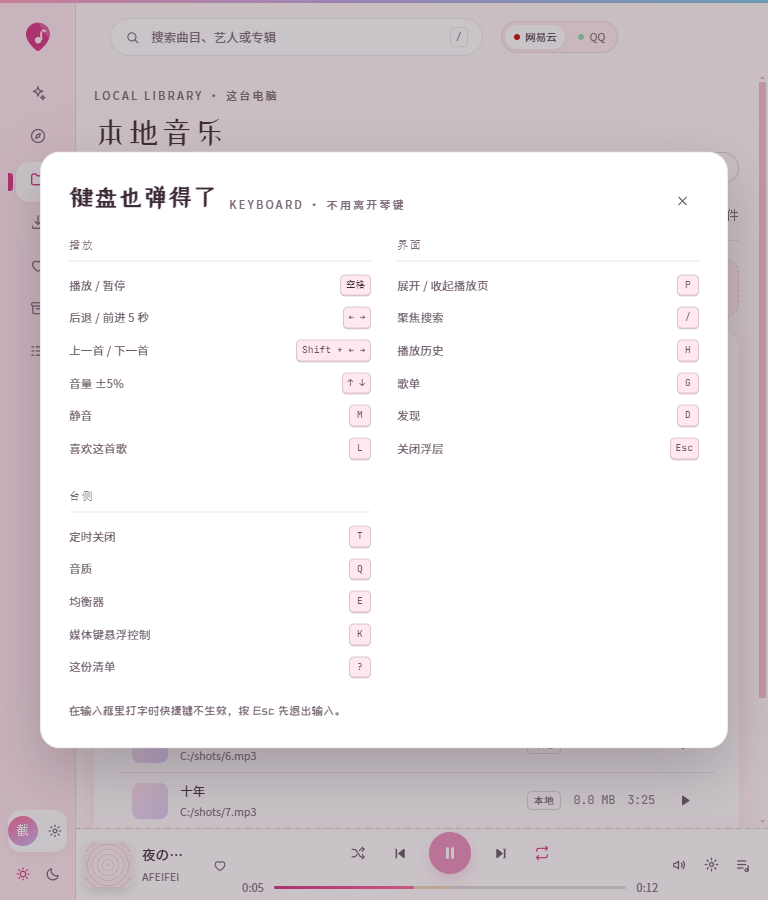 搜索曲目、艺人或专辑 /
网易云 QQ
LOCAL LIBRARY • 这台电脑
本地音乐
件
键盘也弹得了 KEYBOARD • 不用离开琴键
播放
播放 / 暂停 空格
后退 / 前进 5 秒 ← →
上一首 / 下一首 Shift + ← →
音量 ±5% ↑ ↓
静音 M
喜欢这首歌 L
界面
展开 / 收起播放页 P
聚焦搜索 /
播放历史 H
歌单 G
发现 D
关闭浮层 Esc
台侧
定时关闭 T
音质 Q
均衡器 E
媒体键悬浮控制 K
这份清单 ?
在输入框里打字时快捷键不生效，按 Esc 先退出输入。
C:/shots/6.mp3
十年
C:/shots/7.mp3
本地 0.0 MB 3:25
截
夜の…
AFEIFEI
0:05 0:12